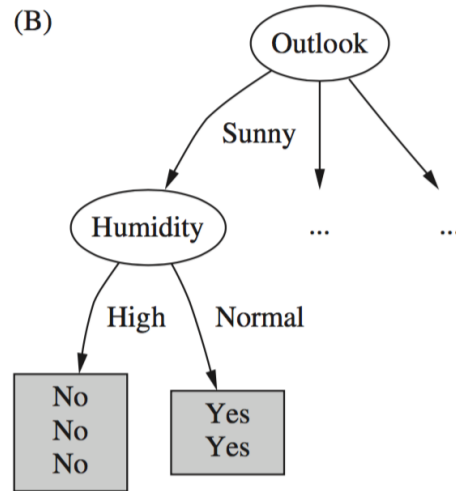 (B)
Outlook
Sunny
Humidity
...
...
High
Normal
No
No
No
Yes
Yes